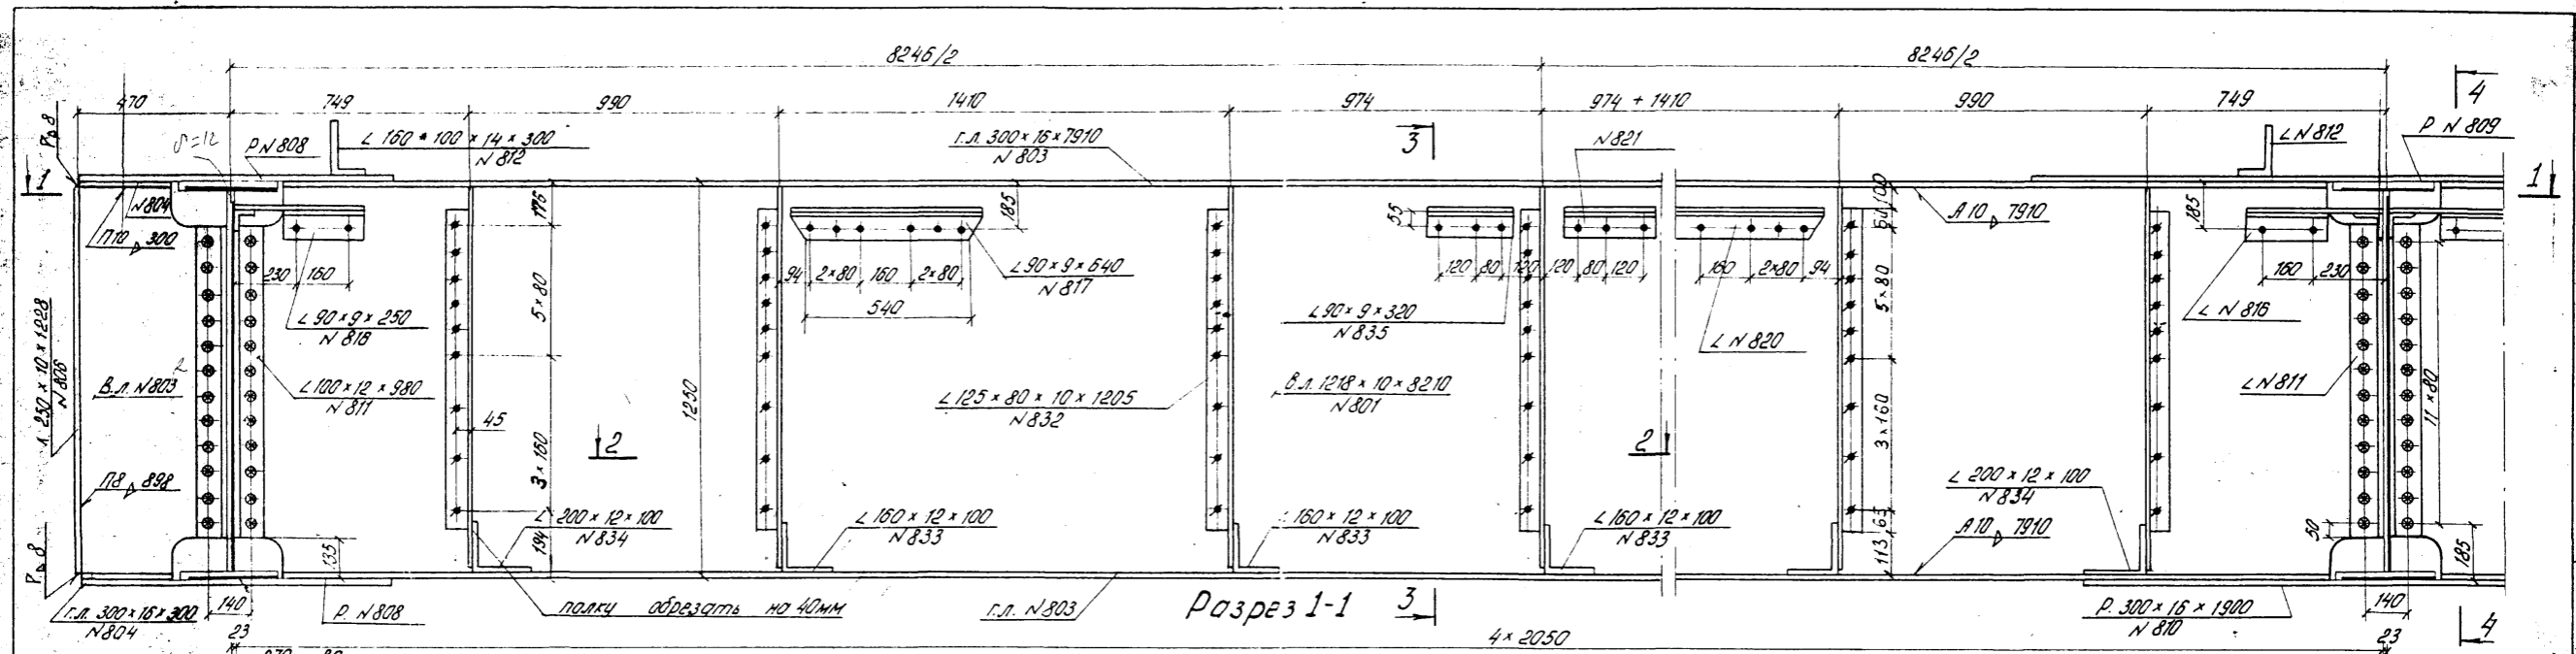 8246/2
8246/2
470
749
990
1410
974
974 + 1410
990
749
4
Р▷8
δ=12
Р N 808
L 160 × 100 × 14 × 300
N 812
г.л. 300 × 16 × 7910
N 803
3
N 821
L N 812
Р N 809
1
1
N 804
П10 ▷ 300
176
185
55
50
100
А 10 ▷ 7910
185
230
160
94
2×80
160
2×80
540
L 90 × 9 × 640
N 817
120
80
120
120
80
120
160
2×80
94
160
230
L 90 × 9 × 250
N 816
5 × 80
L 90 × 9 × 320
N 835
L N 820
5 × 80
L N 816
Л 250 × 10 × 1228
N 806
В.л. N 803
L 100 × 12 × 980
N 811
1250
L 125 × 80 × 10 × 1205
N 832
В.л. 1218 × 10 × 8210
N 801
L N 811
11 × 80
45
2
2
3 × 160
3 × 160
П8 ▷ 898
L 200 × 12 × 100
N 834
L 160 × 12 × 100
N 833
L 160 × 12 × 100
N 833
L 160 × 12 × 100
N 833
L 200 × 12 × 100
N 834
А 10 ▷ 7910
65
113
50
185
135
194
Р▷8
г.л. 300 × 16 × 300
N 804
140
Р. N 808
полку обрезать на 40мм
г.л. N 803
Разрез 1-1
3
Р. 300 × 16 × 1900
N 810
140
4
23
4 × 2050
23